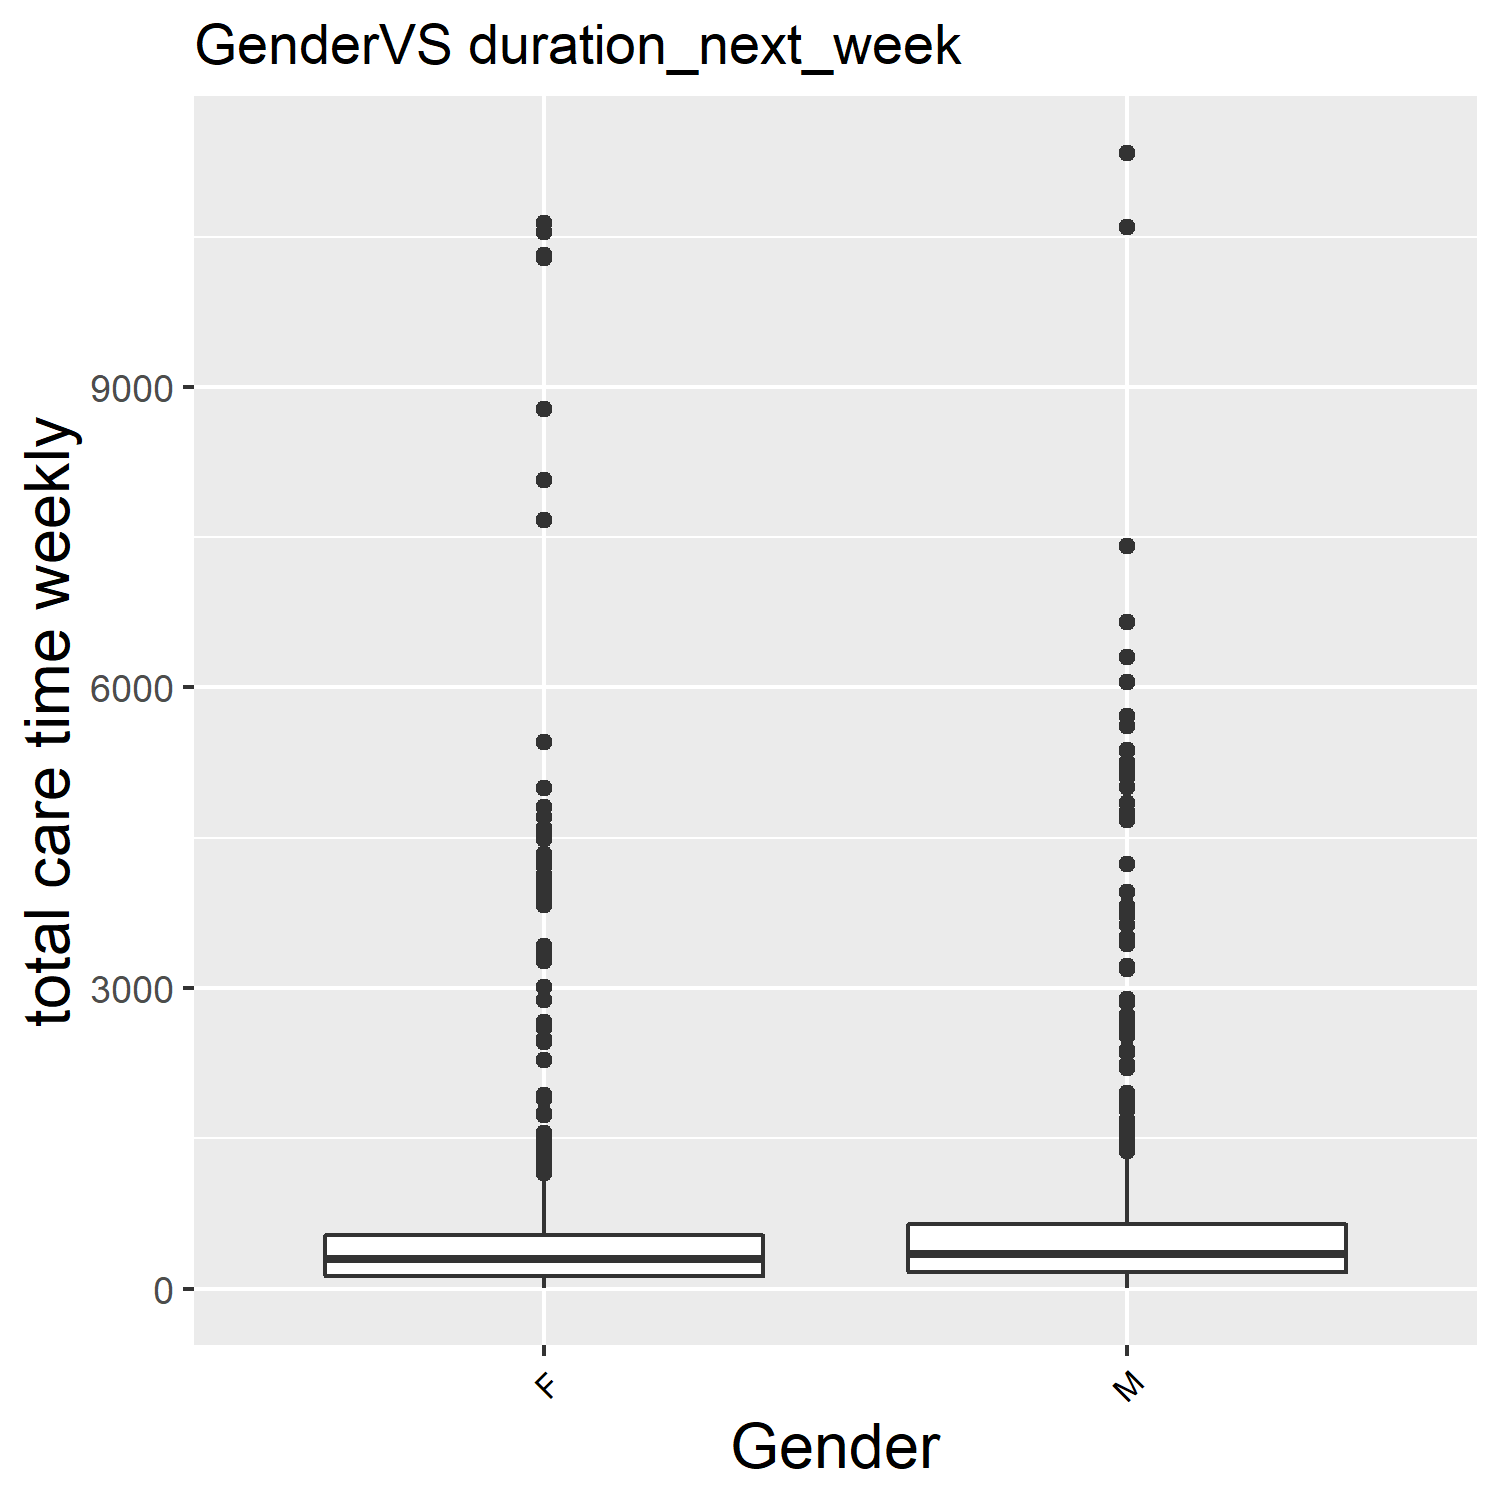 GenderVS duration_next_week
total care time weekly
9000
6000
3000
0
F
M
Gender